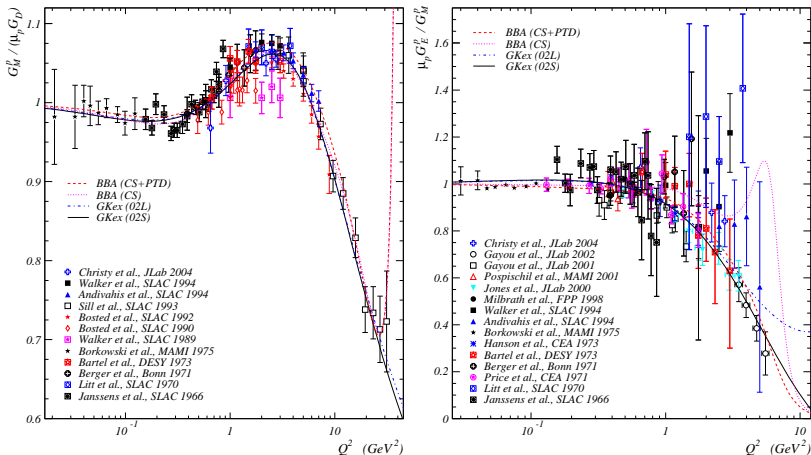 G_M^p / (μ_p G_D)
1.1
1
0.9
0.8
0.7
0.6
BBA (CS+PTD)
BBA (CS)
GKex (02L)
GKex (02S)
Christy et al., JLab 2004
Walker et al., SLAC 1994
Andivahis et al., SLAC 1994
Sill et al., SLAC 1993
Bosted et al., SLAC 1992
Bosted et al., SLAC 1990
Walker et al., SLAC 1989
Borkowski et al., MAMI 1975
Bartel et al., DESY 1973
Berger et al., Bonn 1971
Litt et al., SLAC 1970
Janssens et al., SLAC 1966
10^-1
1
10
Q^2 (GeV^2)
μ_p G_E^p / G_M^p
BBA (CS+PTD)
BBA (CS)
GKex (02L)
GKex (02S)
1.6
1.4
1.2
1
0.8
0.6
0.4
0.2
0
Christy et al., JLab 2004
Gayou et al., JLab 2002
Gayou et al., JLab 2001
Pospischil et al., MAMI 2001
Jones et al., JLab 2000
Milbrath et al., FPP 1998
Walker et al., SLAC 1994
Andivahis et al., SLAC 1994
Borkowski et al., MAMI 1975
Hanson et al., CEA 1973
Bartel et al., DESY 1973
Berger et al., Bonn 1971
Price et al., CEA 1971
Litt et al., SLAC 1970
Janssens et al., SLAC 1966
10^-1
1
10
Q^2 (GeV^2)